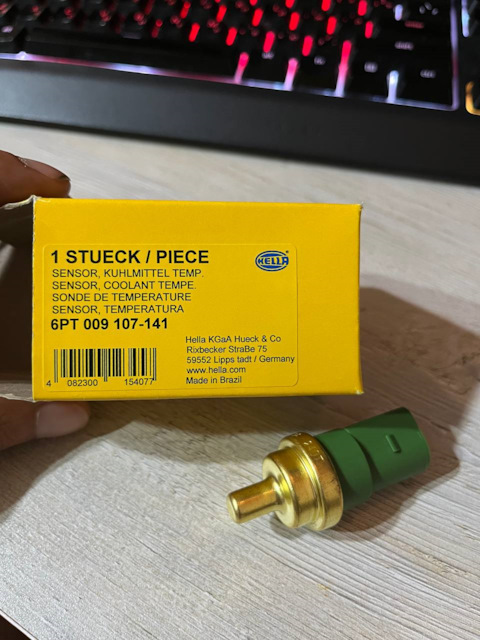 1 STUECK / PIECE
HELLA
SENSOR, KUHLMITTEL TEMP.
SENSOR, COOLANT TEMPE.
SONDE DE TEMPERATURE
SENSOR, TEMPERATURA
6PT 009 107-141
Hella KGaA Hueck & Co
Rixbecker StraBe 75
59552 Lipps tadt / Germany
www.hella.com
Made in Brazil
4 082300 154077